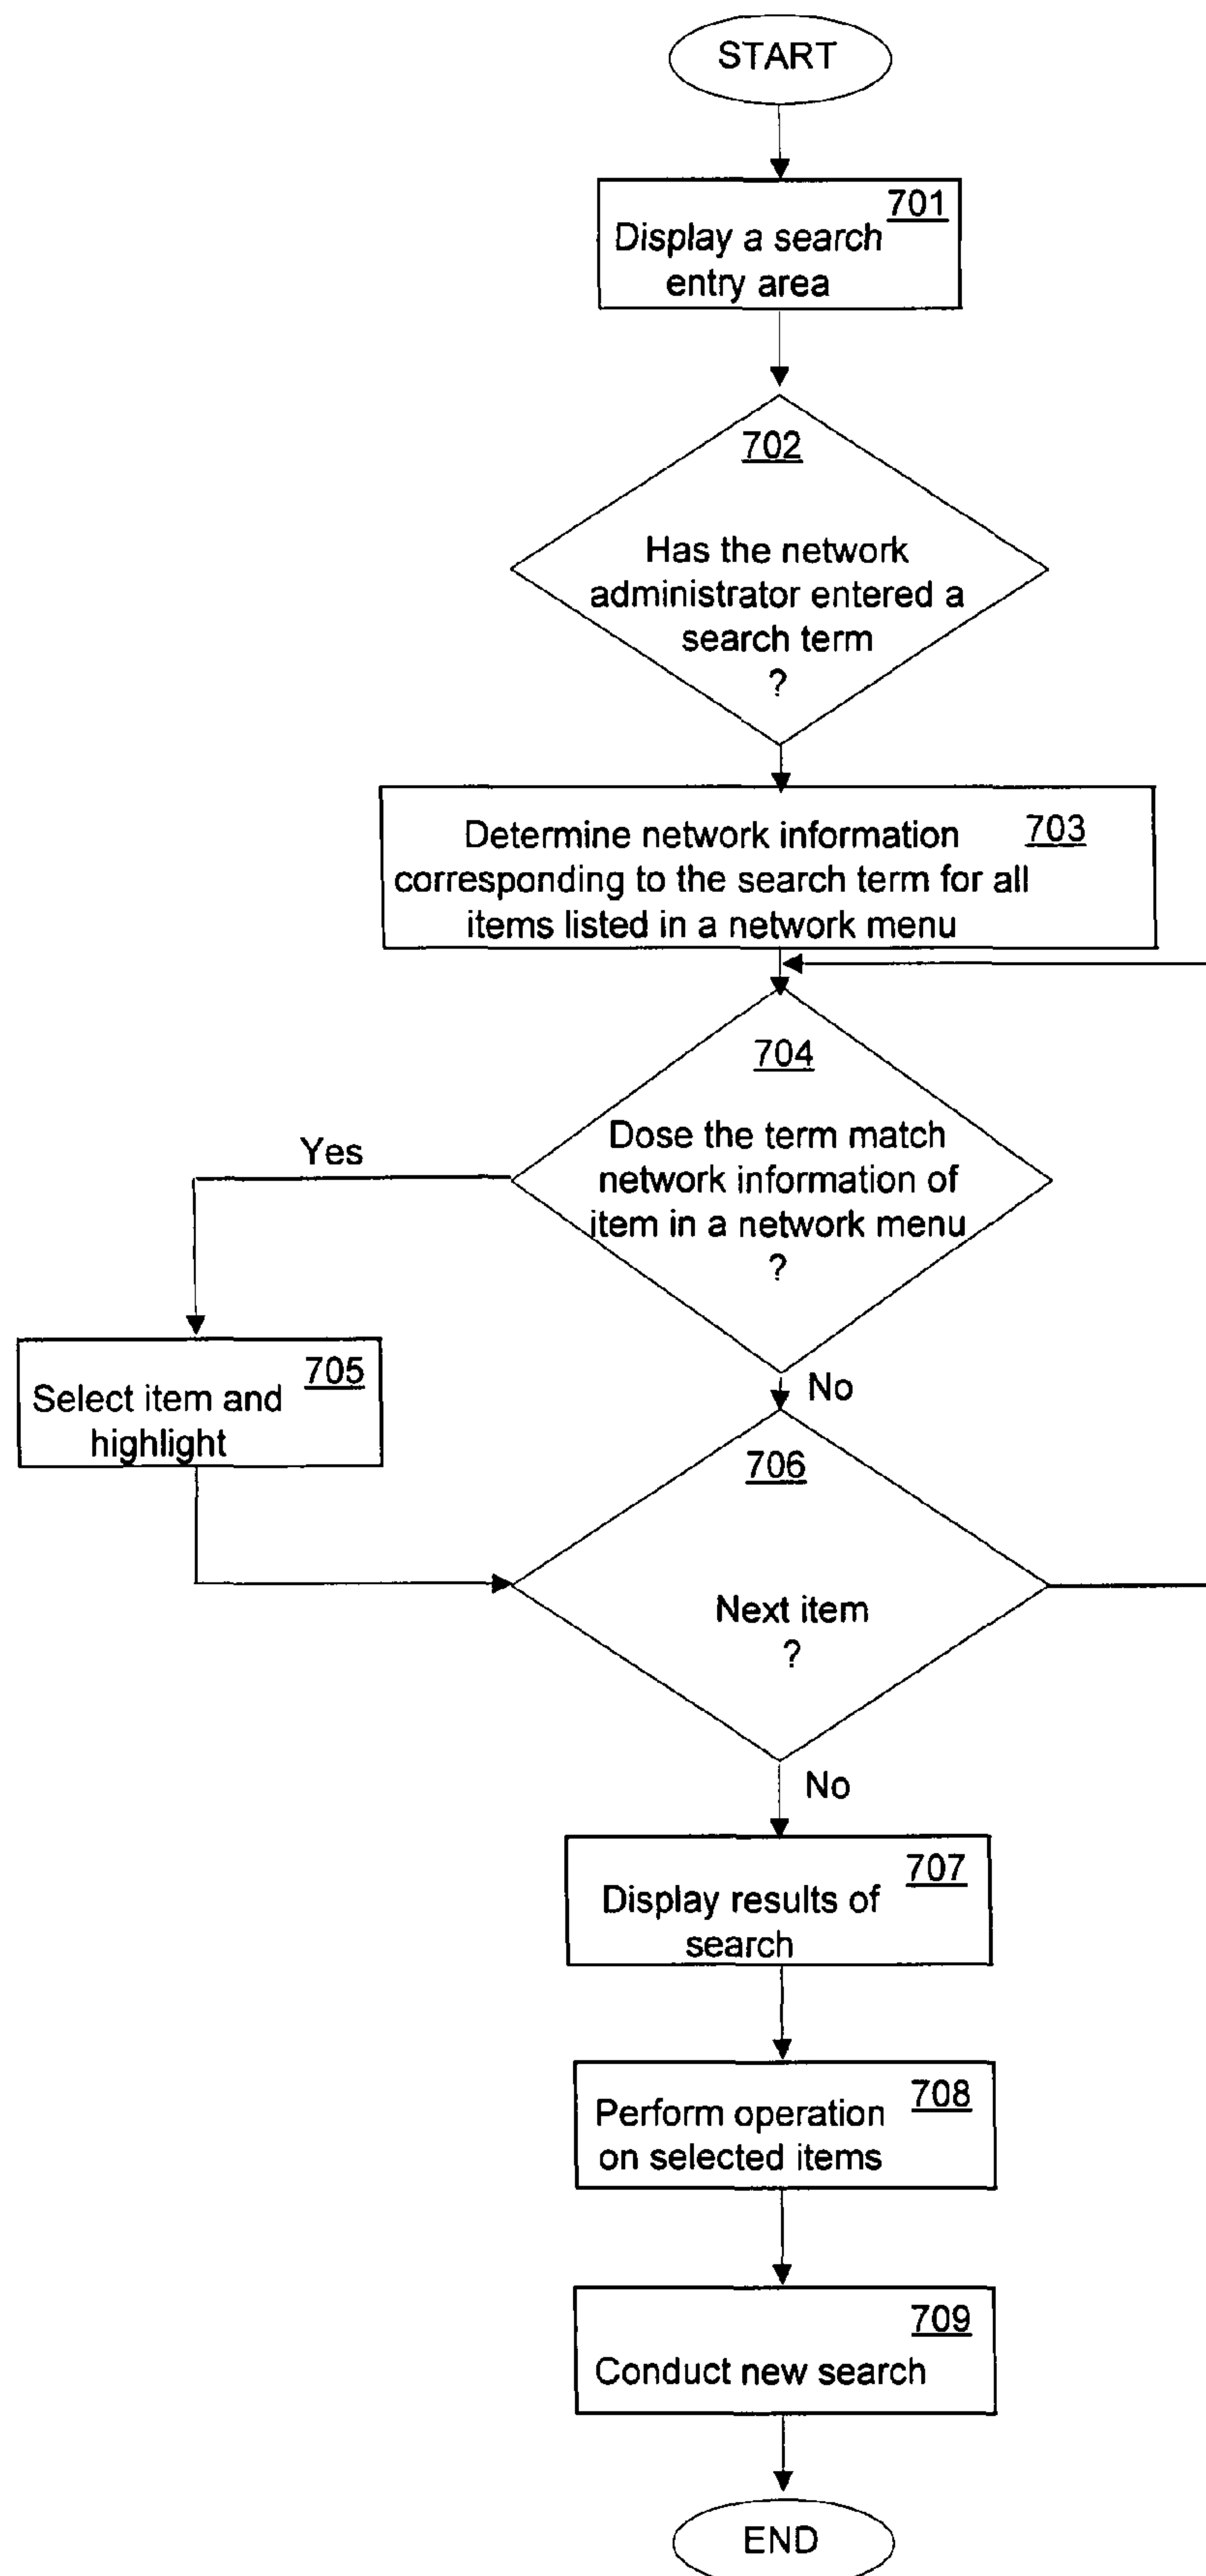 START
701
Display a search
entry area
702
Has the network
administrator entered a
search term
?
703
Determine network information
corresponding to the search term for all
items listed in a network menu
704
Dose the term match
network information of
item in a network menu
?
Yes
No
705
Select item and
highlight
706
Next item
?
No
707
Display results of
search
708
Perform operation
on selected items
709
Conduct new search
END